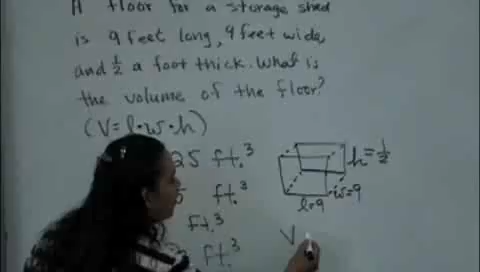 A floor for a storage shed
is 9 feet long, 9 feet wide,
and 1/2 a foot thick. What is
the volume of the floor?
(V=l·w·h)
25 ft.³
ft.³
ft.³
ft.³
h=1/2
w=9
l=9
V